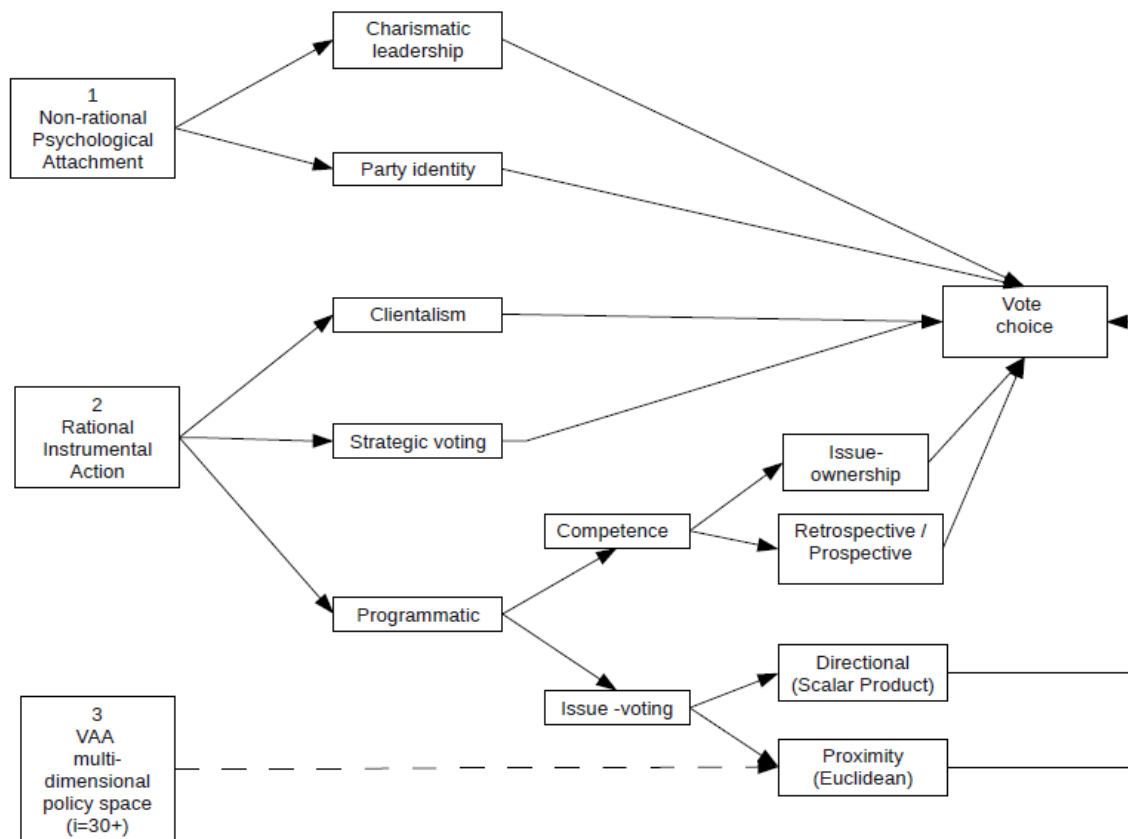 Charismatic
leadership
1
Non-rational
Psychological
Attachment
Party identity
Clientalism
Vote
choice
2
Rational
Instrumental
Action
Strategic voting
Issue-
ownership
Competence
Retrospective /
Prospective
Programmatic
Directional
(Scalar Product)
Issue -voting
3
VAA
multi-
dimensional
policy space
(i=30+)
Proximity
(Euclidean)